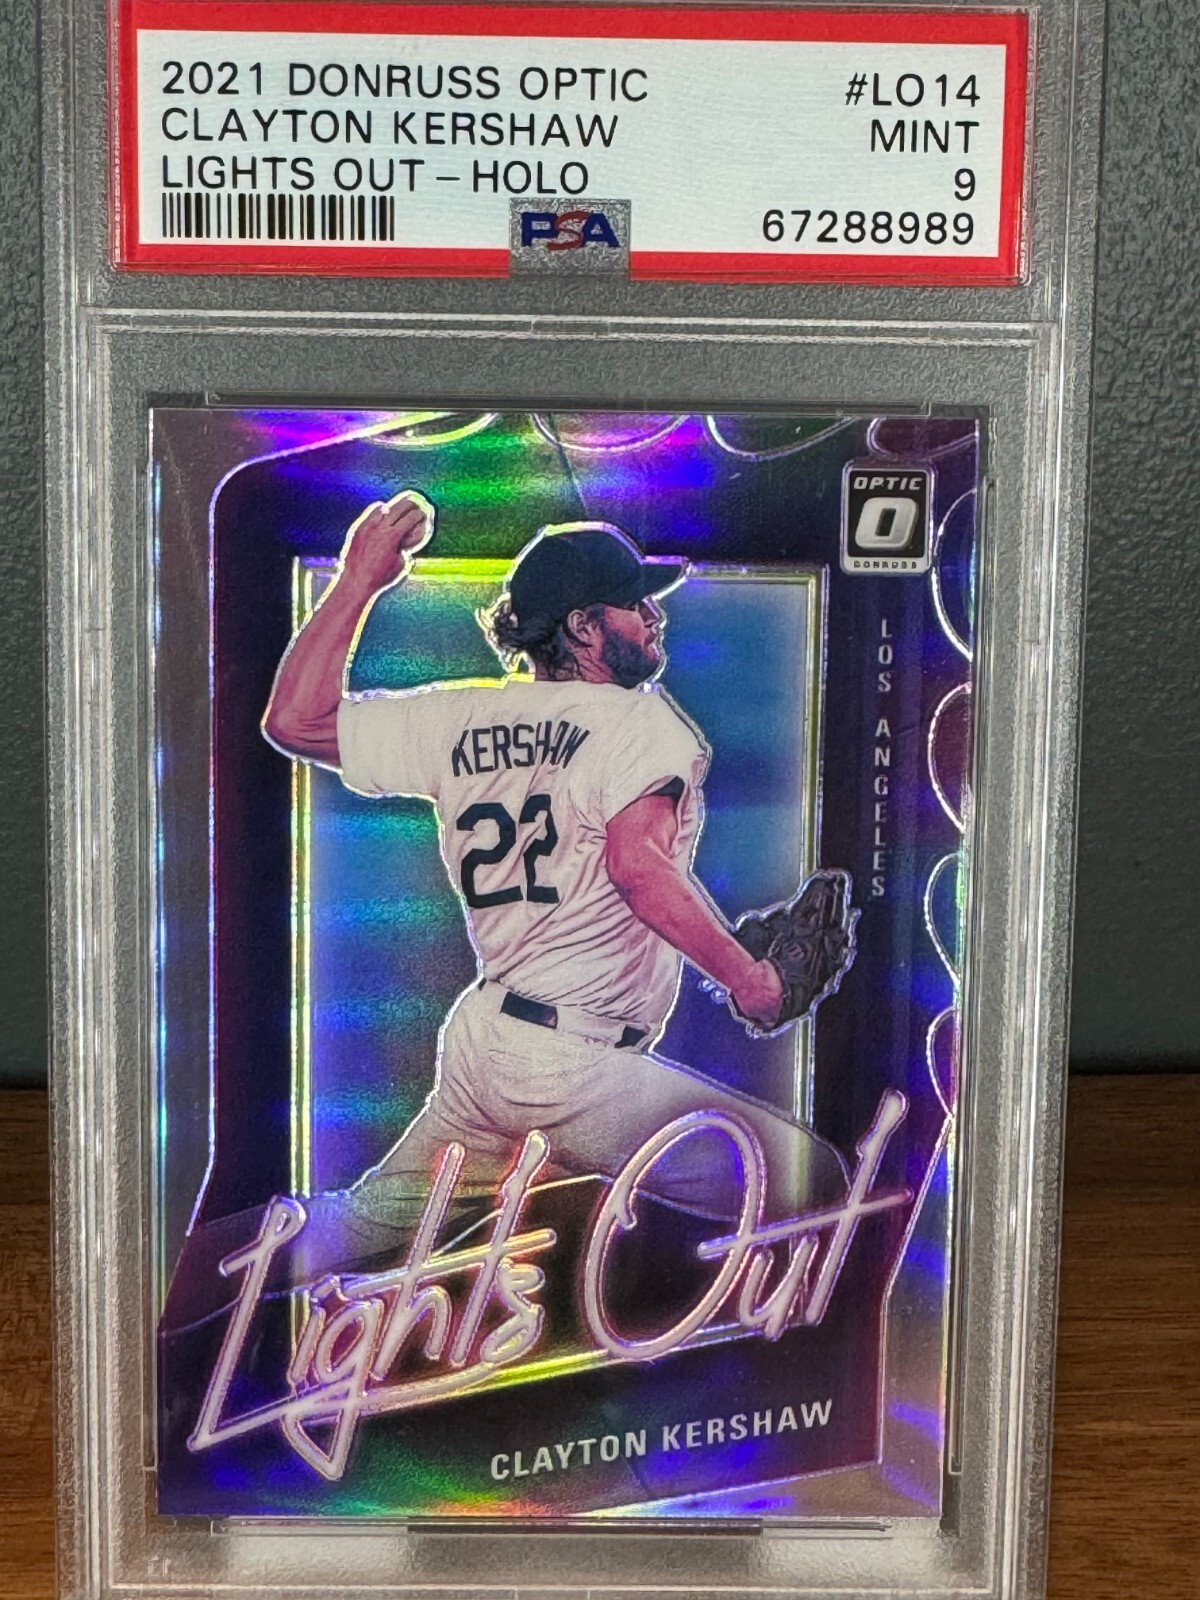 2021 DONRUSS OPTIC #LO14
CLAYTON KERSHAW MINT
LIGHTS OUT – HOLO 9
PSA 67288989
OPTIC
O
DONRUSS
LOS ANGELES
KERSHAW
22
Lights Out
CLAYTON KERSHAW